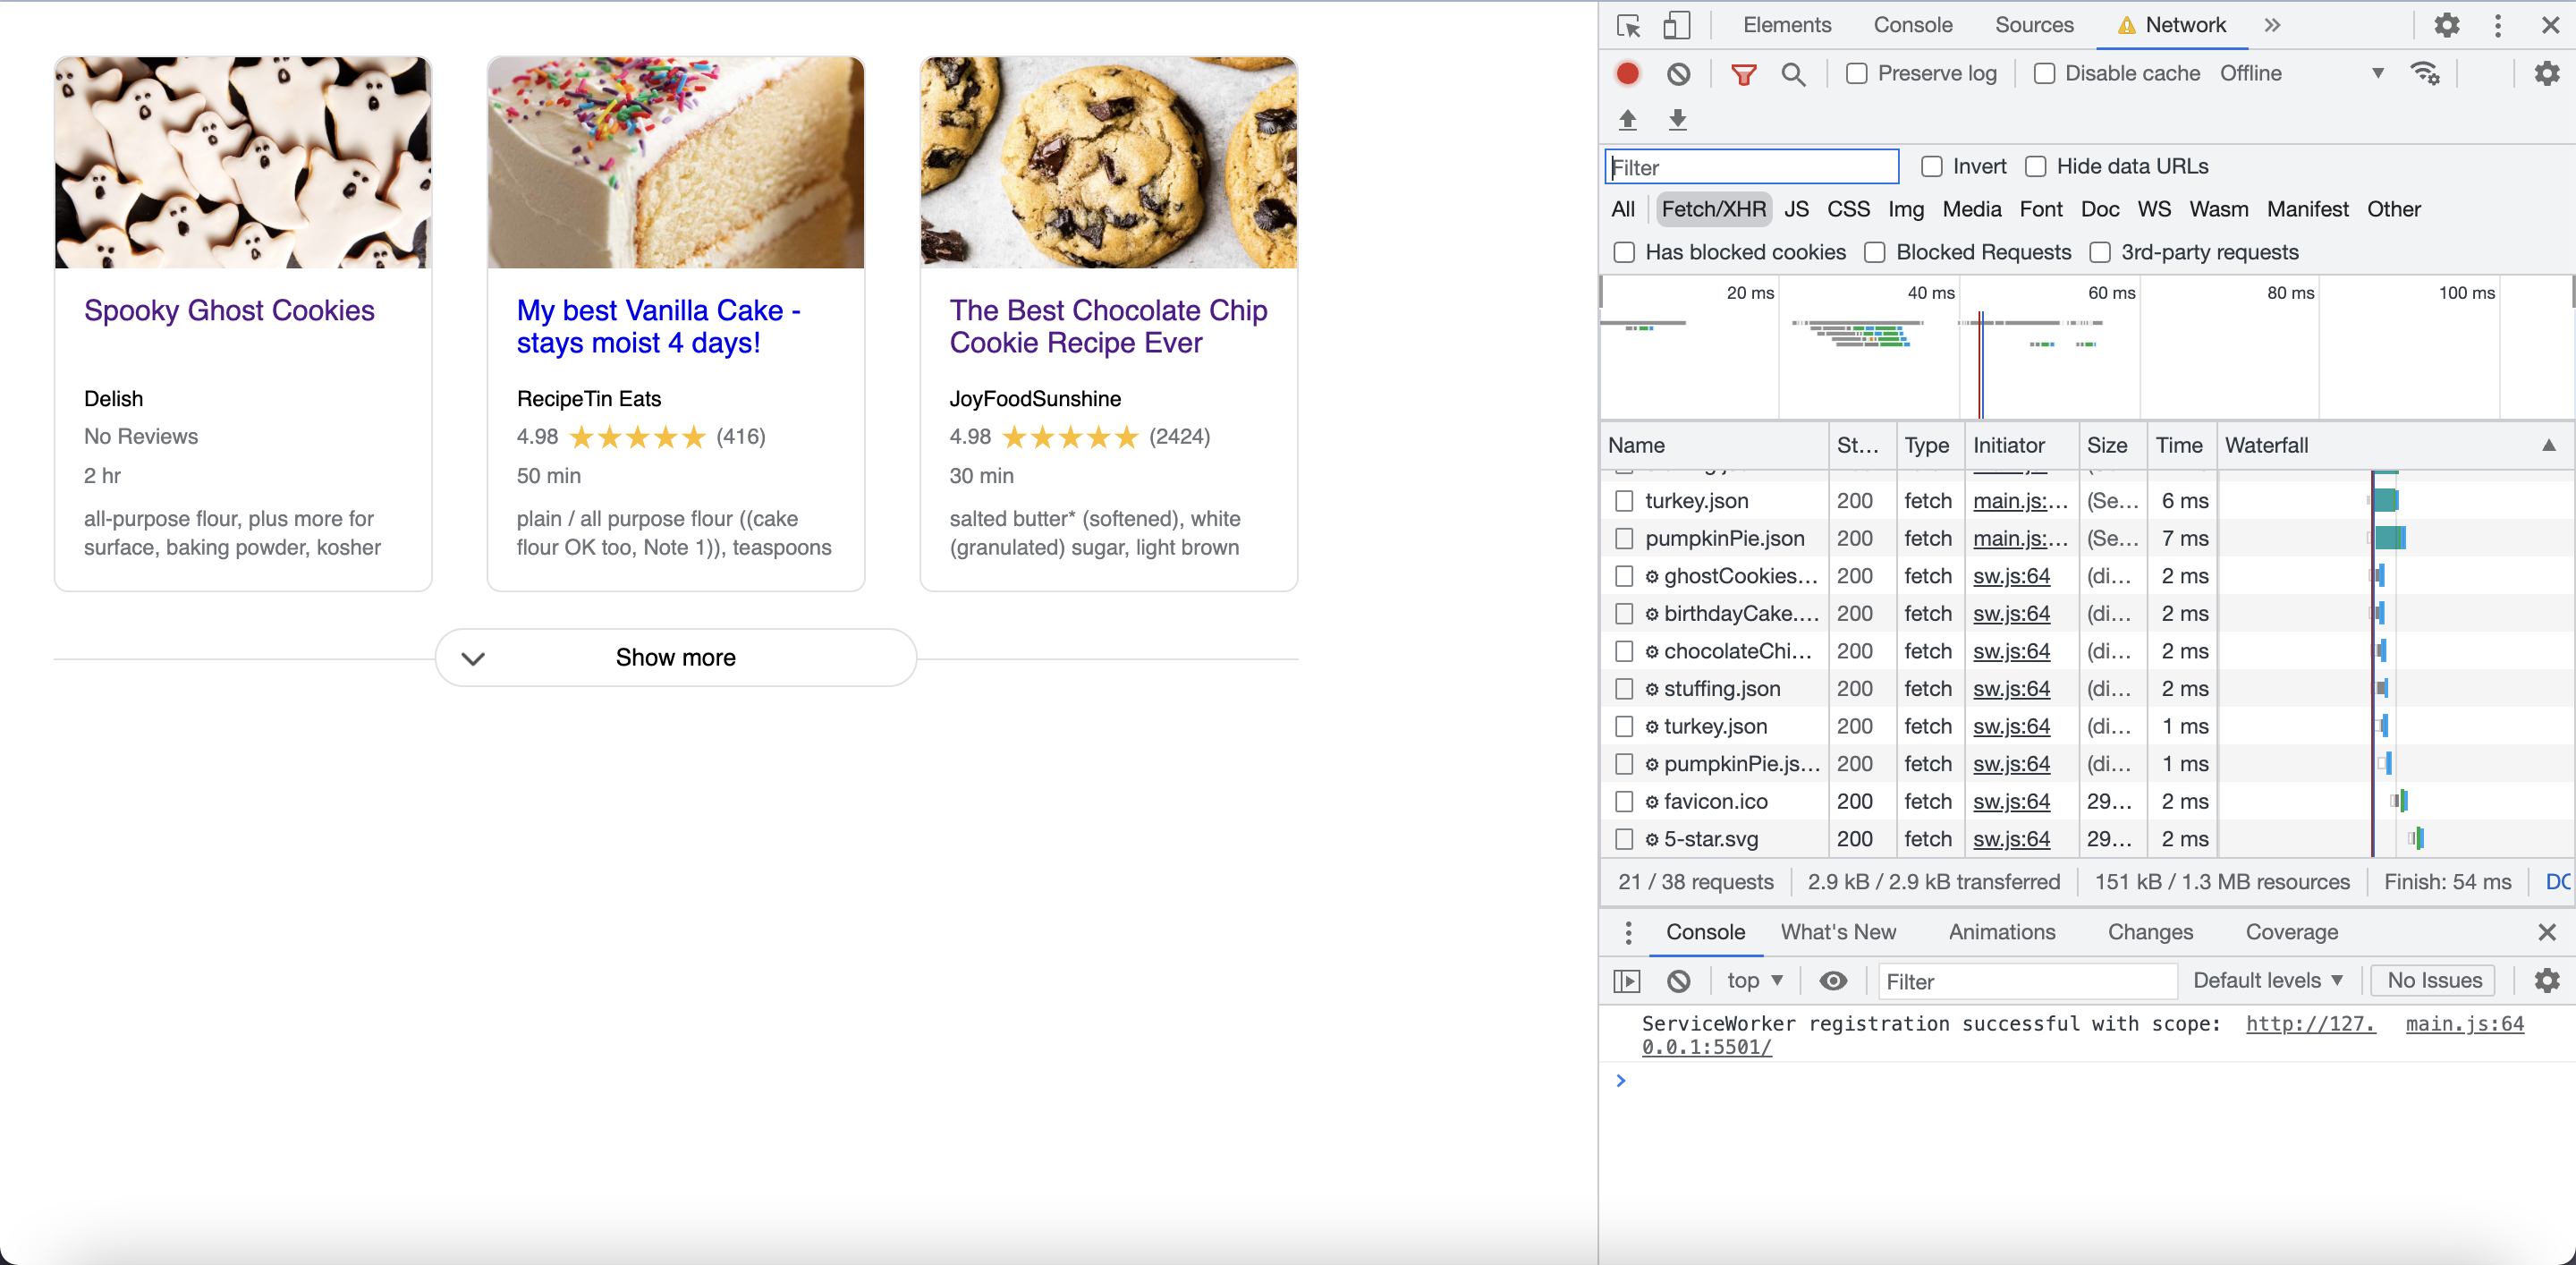 Spooky Ghost Cookies
Delish
No Reviews
2 hr
all-purpose flour, plus more for
surface, baking powder, kosher
My best Vanilla Cake -
stays moist 4 days!
RecipeTin Eats
4.98 (416)
50 min
plain / all purpose flour ((cake
flour OK too, Note 1)), teaspoons
The Best Chocolate Chip
Cookie Recipe Ever
JoyFoodSunshine
4.98 (2424)
30 min
salted butter* (softened), white
(granulated) sugar, light brown
Show more
Elements Console Sources Network
Preserve log Disable cache Offline
Filter Invert Hide data URLs
All Fetch/XHR JS CSS Img Media Font Doc WS Wasm Manifest Other
Has blocked cookies Blocked Requests 3rd-party requests
20 ms 40 ms 60 ms 80 ms 100 ms
Name St... Type Initiator Size Time Waterfall
turkey.json 200 fetch main.js:... (Se... 6 ms
pumpkinPie.json 200 fetch main.js:... (Se... 7 ms
ghostCookies... 200 fetch sw.js:64 (di... 2 ms
birthdayCake.... 200 fetch sw.js:64 (di... 2 ms
chocolateChi... 200 fetch sw.js:64 (di... 2 ms
stuffing.json 200 fetch sw.js:64 (di... 2 ms
turkey.json 200 fetch sw.js:64 (di... 1 ms
pumpkinPie.js... 200 fetch sw.js:64 (di... 1 ms
favicon.ico 200 fetch sw.js:64 29... 2 ms
5-star.svg 200 fetch sw.js:64 29... 2 ms
21 / 38 requests 2.9 kB / 2.9 kB transferred 151 kB / 1.3 MB resources Finish: 54 ms
Console What's New Animations Changes Coverage
top Filter Default levels No Issues
ServiceWorker registration successful with scope: http://127. main.js:64
0.0.1:5501/